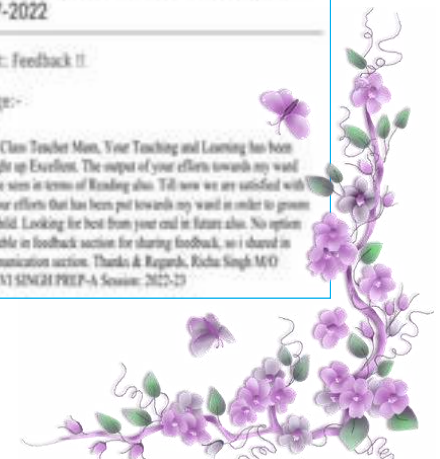 -2022
: Feedback !!
ge:-
Class Teacher Mam, Your Teaching and Learning has been
ght up Excellent. The output of your efforts towards my ward
e seen in terms of Reading also. Till now we are satisfied with
our efforts that has been put towards my ward in order to groom
hild. Looking for best from your end in future also. No option
able in feedback section for sharing feedback, so i shared in
munication section. Thanks & Regards, Richa Singh M/O
VI SINGH PREP-A Session: 2022-23